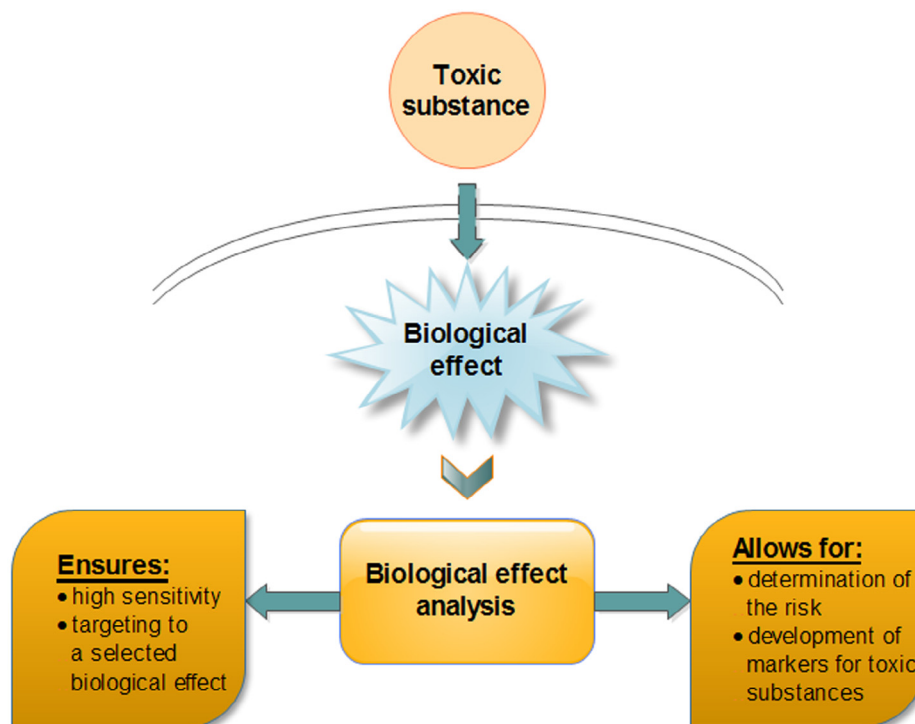 Toxic
substance
Biological
effect
Biological effect
analysis
Ensures:
• high sensitivity
• targeting to
a selected
biological effect
Allows for:
• determination of
the risk
• development of
markers for toxic
substances